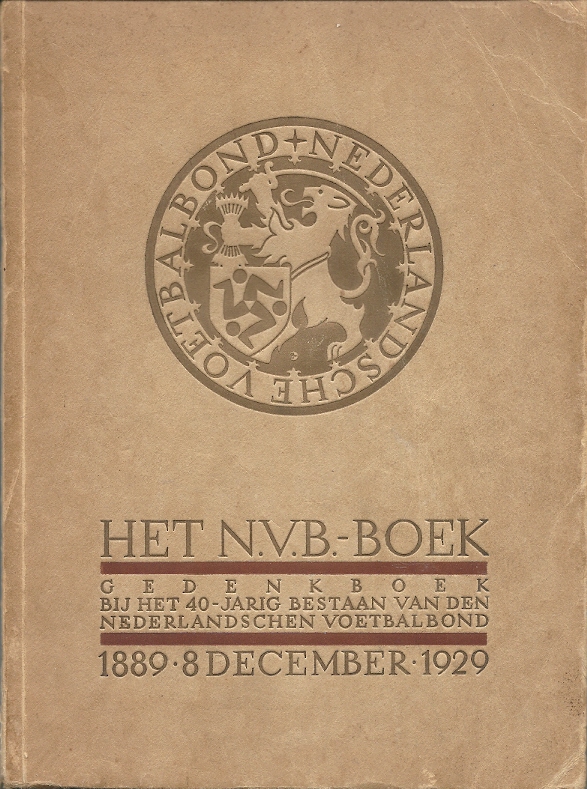 NEDERLANDSCHE VOETBALBOND
HET N.V.B.-BOEK
GEDENKBOEK
BIJ HET 40-JARIG BESTAAN VAN DEN
NEDERLANDSCHEN VOETBALBOND
1889·8 DECEMBER·1929